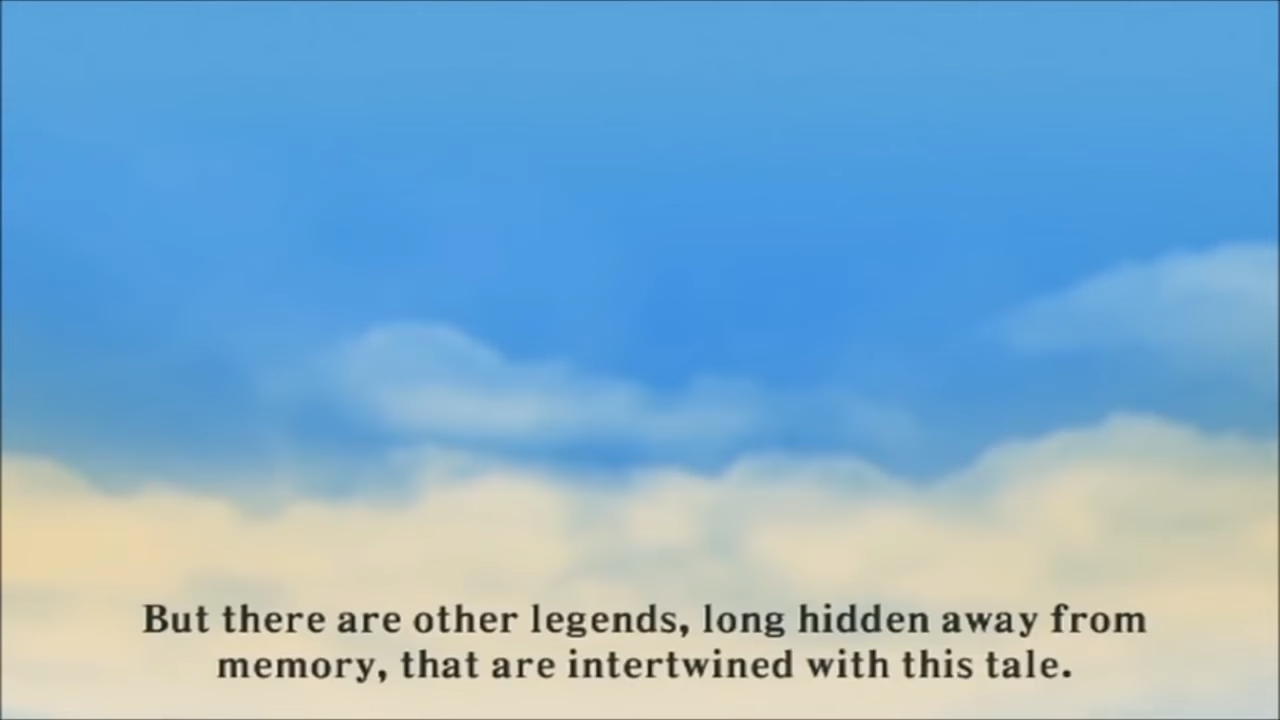 But there are other legends, long hidden away from
memory, that are intertwined with this tale.